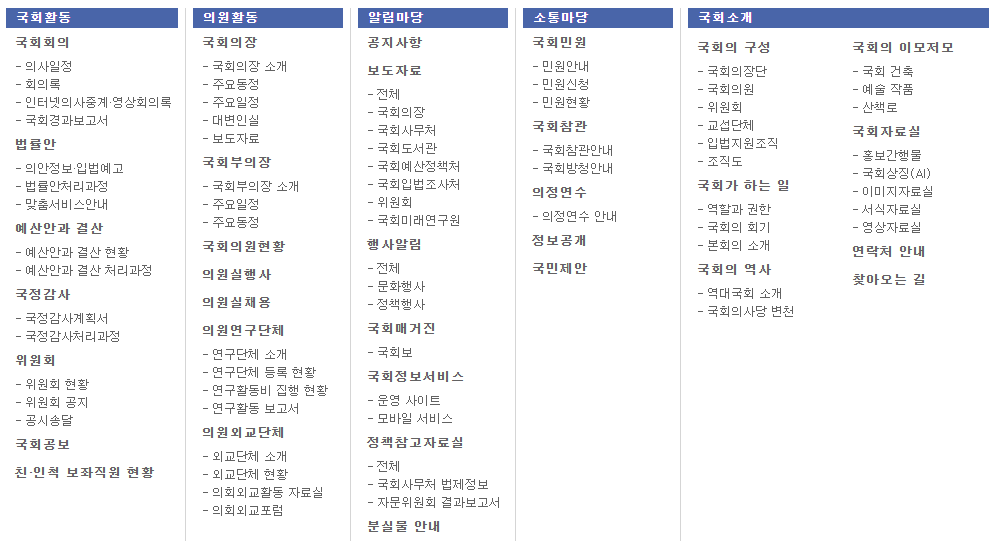 국회활동
국회회의
- 의사일정
- 회의록
- 인터넷의사중계·영상회의록
- 국회경과보고서
법률안
- 의안정보·입법예고
- 법률안처리과정
- 맞춤서비스안내
예산안과 결산
- 예산안과 결산 현황
- 예산안과 결산 처리과정
국정감사
- 국정감사계획서
- 국정감사처리과정
위원회
- 위원회 현황
- 위원회 공지
- 공시송달
국회공보
친·인척 보좌직원 현황
의원활동
국회의장
- 국회의장 소개
- 주요동정
- 주요일정
- 대변인실
- 보도자료
국회부의장
- 국회부의장 소개
- 주요일정
- 주요동정
국회의원현황
의원실행사
의원실채용
의원연구단체
- 연구단체 소개
- 연구단체 등록 현황
- 연구활동비 집행 현황
- 연구활동 보고서
의원외교단체
- 외교단체 소개
- 외교단체 현황
- 의회외교활동 자료실
- 의회외교포럼
알림마당
공지사항
보도자료
- 전체
- 국회의장
- 국회사무처
- 국회도서관
- 국회예산정책처
- 국회입법조사처
- 위원회
- 국회미래연구원
행사알림
- 전체
- 문화행사
- 정책행사
국회매거진
- 국회보
국회정보서비스
- 운영 사이트
- 모바일 서비스
정책참고자료실
- 전체
- 국회사무처 법제정보
- 자문위원회 결과보고서
분실물 안내
소통마당
국회민원
- 민원안내
- 민원신청
- 민원현황
국회참관
- 국회참관안내
- 국회방청안내
의정연수
- 의정연수 안내
정보공개
국민제안
국회소개
국회의 구성
- 국회의장단
- 국회의원
- 위원회
- 교섭단체
- 입법지원조직
- 조직도
국회가 하는 일
- 역할과 권한
- 국회의 회기
- 본회의 소개
국회의 역사
- 역대국회 소개
- 국회의사당 변천
국회의 이모저모
- 국회 건축
- 예술 작품
- 산책로
국회자료실
- 홍보간행물
- 국회상징(AI)
- 이미지자료실
- 서식자료실
- 영상자료실
연락처 안내
찾아오는 길